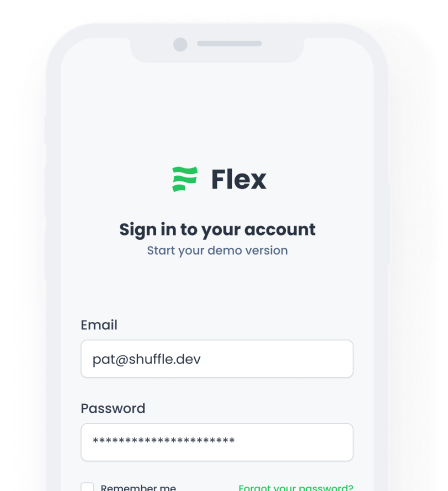 Flex
Sign in to your account
Start your demo version
Email
pat@shuffle.dev
Password
**********************
Remember me
Forgot your password?